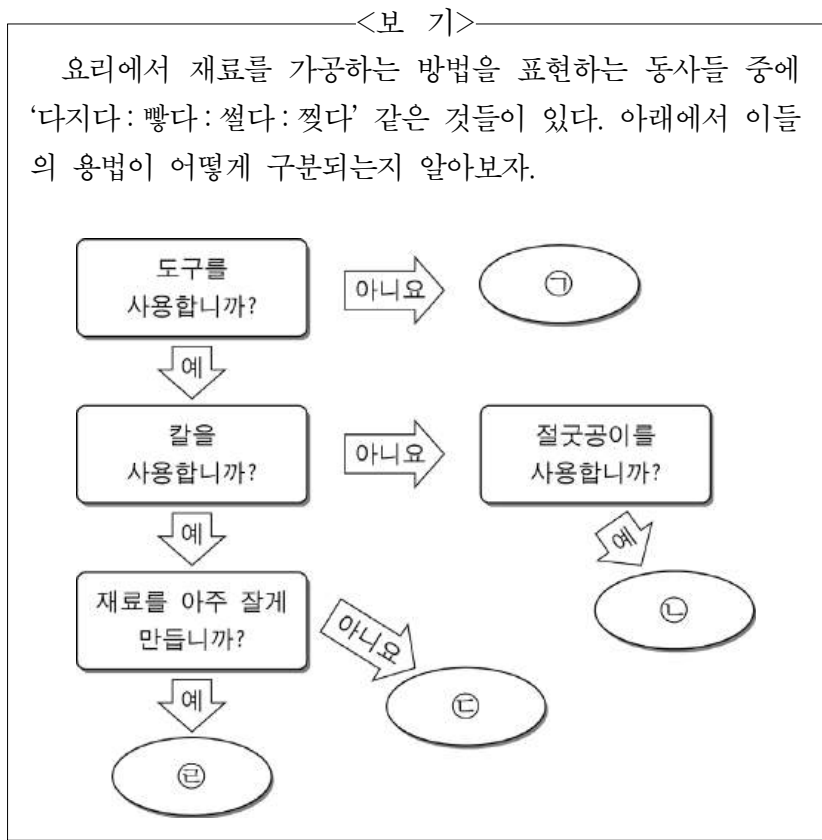 <보 기>
요리에서 재료를 가공하는 방법을 표현하는 동사들 중에
‘다지다 : 빻다 : 썰다 : 찢다’ 같은 것들이 있다. 아래에서 이들
의 용법이 어떻게 구분되는지 알아보자.
도구를
사용합니까?
아니요
㉠
예
칼을
사용합니까?
아니요
절굿공이를
사용합니까?
예
예
㉡
재료를 아주 잘게
만듭니까?
아니요
㉢
예
㉣